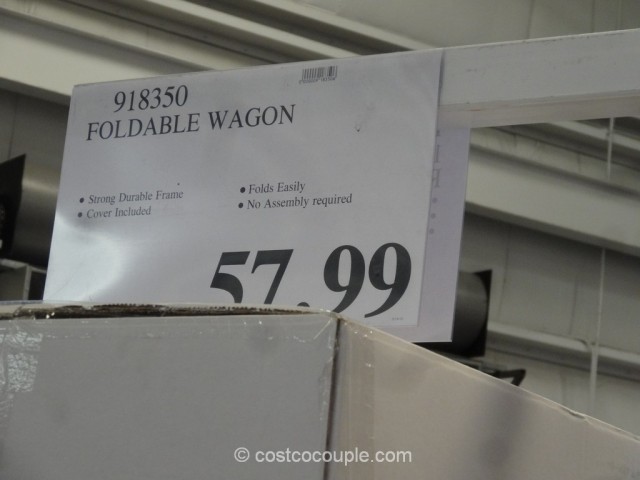 918350
FOLDABLE WAGON
• Strong Durable Frame
• Cover Included
• Folds Easily
• No Assembly required
57.99
© costcocouple.com